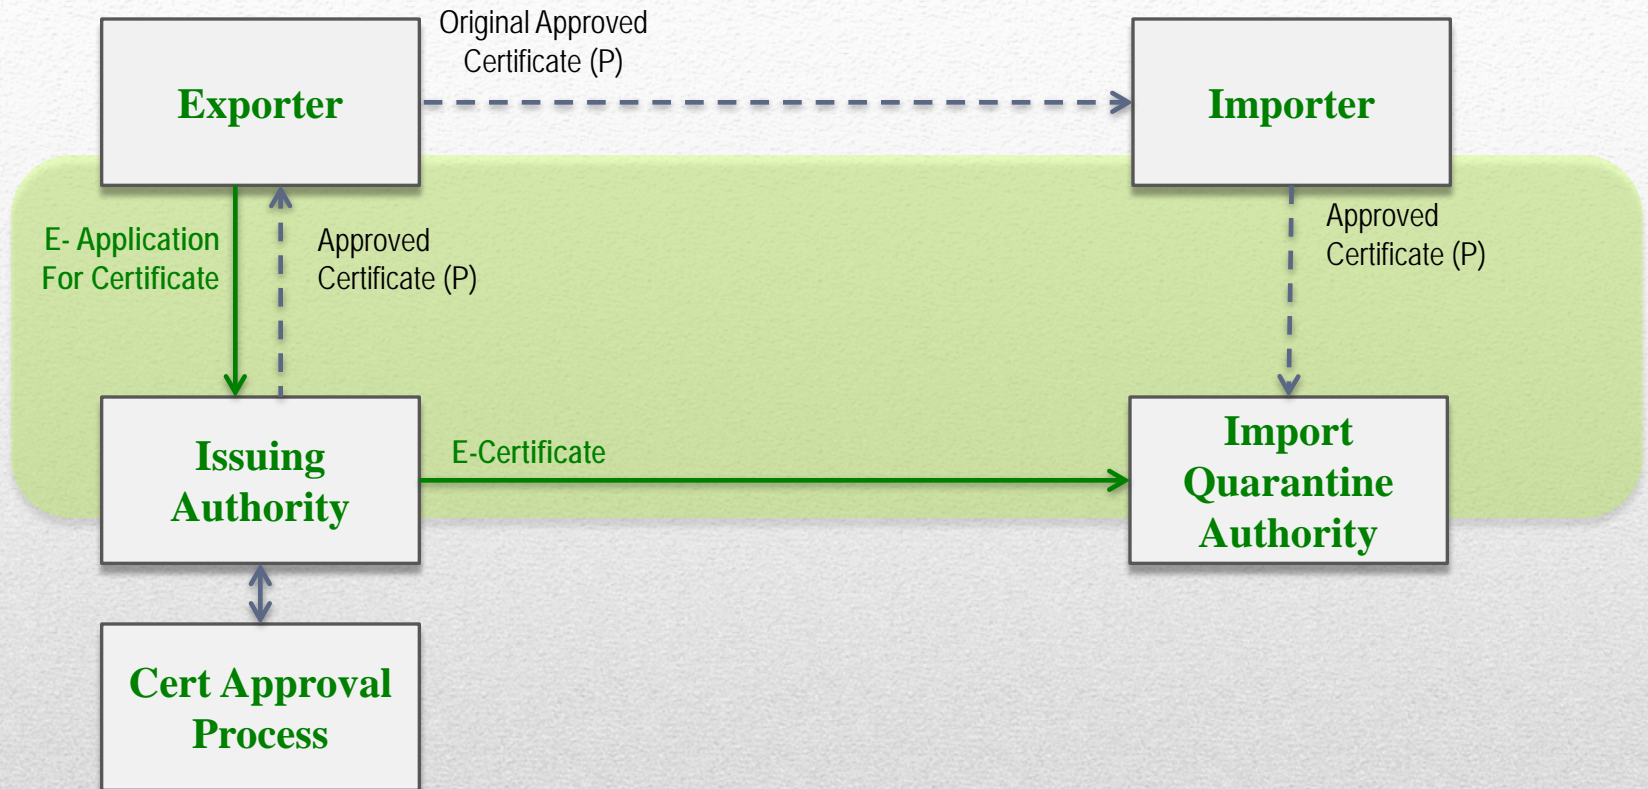 Original Approved
Certificate (P)
Exporter
Importer
E- Application
For Certificate
Approved
Certificate (P)
Approved
Certificate (P)
Issuing
Authority
E-Certificate
Import
Quarantine
Authority
Cert Approval
Process